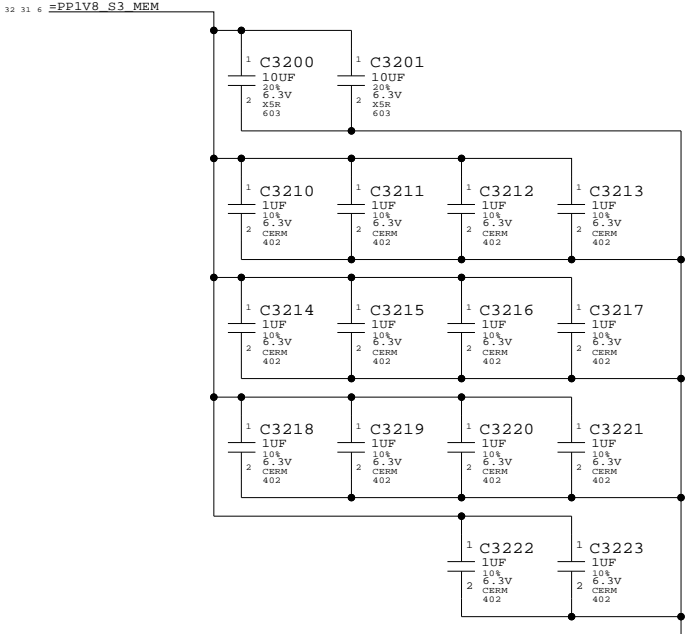 32 31 6 =PP1V8_S3_MEM
1 C3200
10UF
20%
6.3V
2 X5R
603
1 C3201
10UF
20%
6.3V
2 X5R
603
1 C3210
1UF
10%
6.3V
2 CERM
402
1 C3211
1UF
10%
6.3V
2 CERM
402
1 C3212
1UF
10%
6.3V
2 CERM
402
1 C3213
1UF
10%
6.3V
2 CERM
402
1 C3214
1UF
10%
6.3V
2 CERM
402
1 C3215
1UF
10%
6.3V
2 CERM
402
1 C3216
1UF
10%
6.3V
2 CERM
402
1 C3217
1UF
10%
6.3V
2 CERM
402
1 C3218
1UF
10%
6.3V
2 CERM
402
1 C3219
1UF
10%
6.3V
2 CERM
402
1 C3220
1UF
10%
6.3V
2 CERM
402
1 C3221
1UF
10%
6.3V
2 CERM
402
1 C3222
1UF
10%
6.3V
2 CERM
402
1 C3223
1UF
10%
6.3V
2 CERM
402